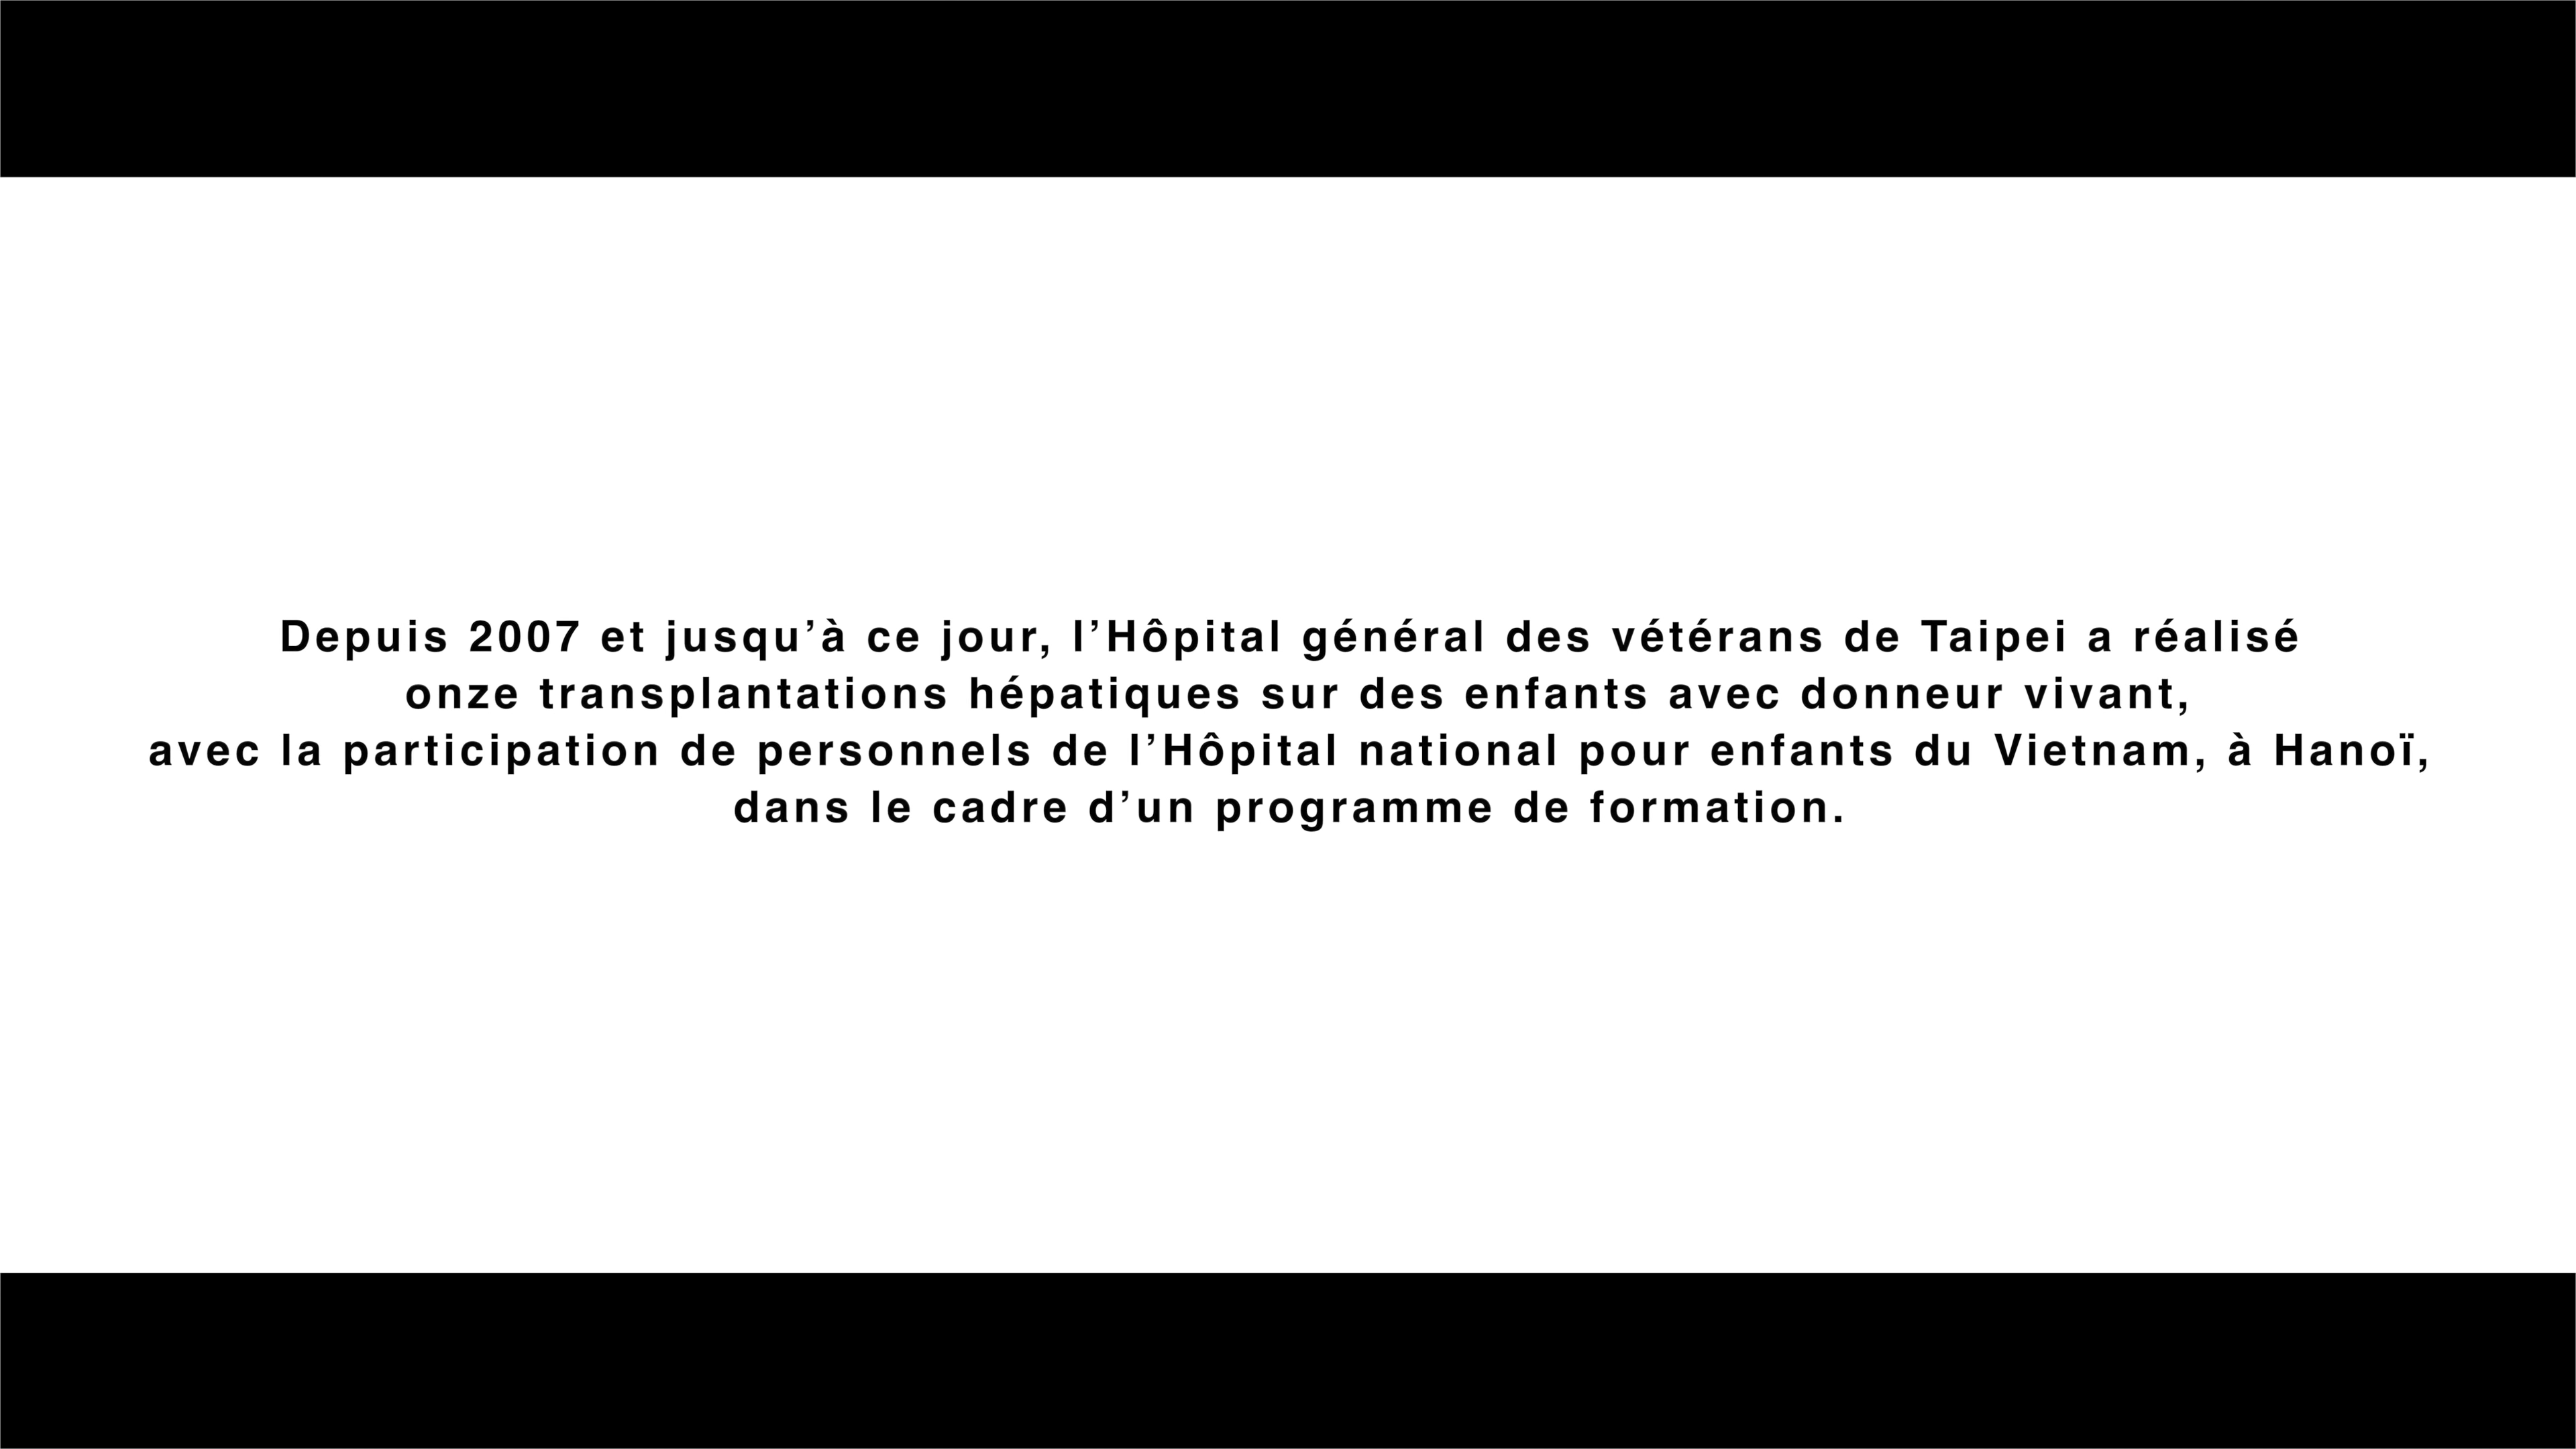 Depuis 2007 et jusqu’à ce jour, l’Hôpital général des vétérans de Taipei a réalisé
onze transplantations hépatiques sur des enfants avec donneur vivant,
avec la participation de personnels de l’Hôpital national pour enfants du Vietnam, à Hanoï,
dans le cadre d’un programme de formation.